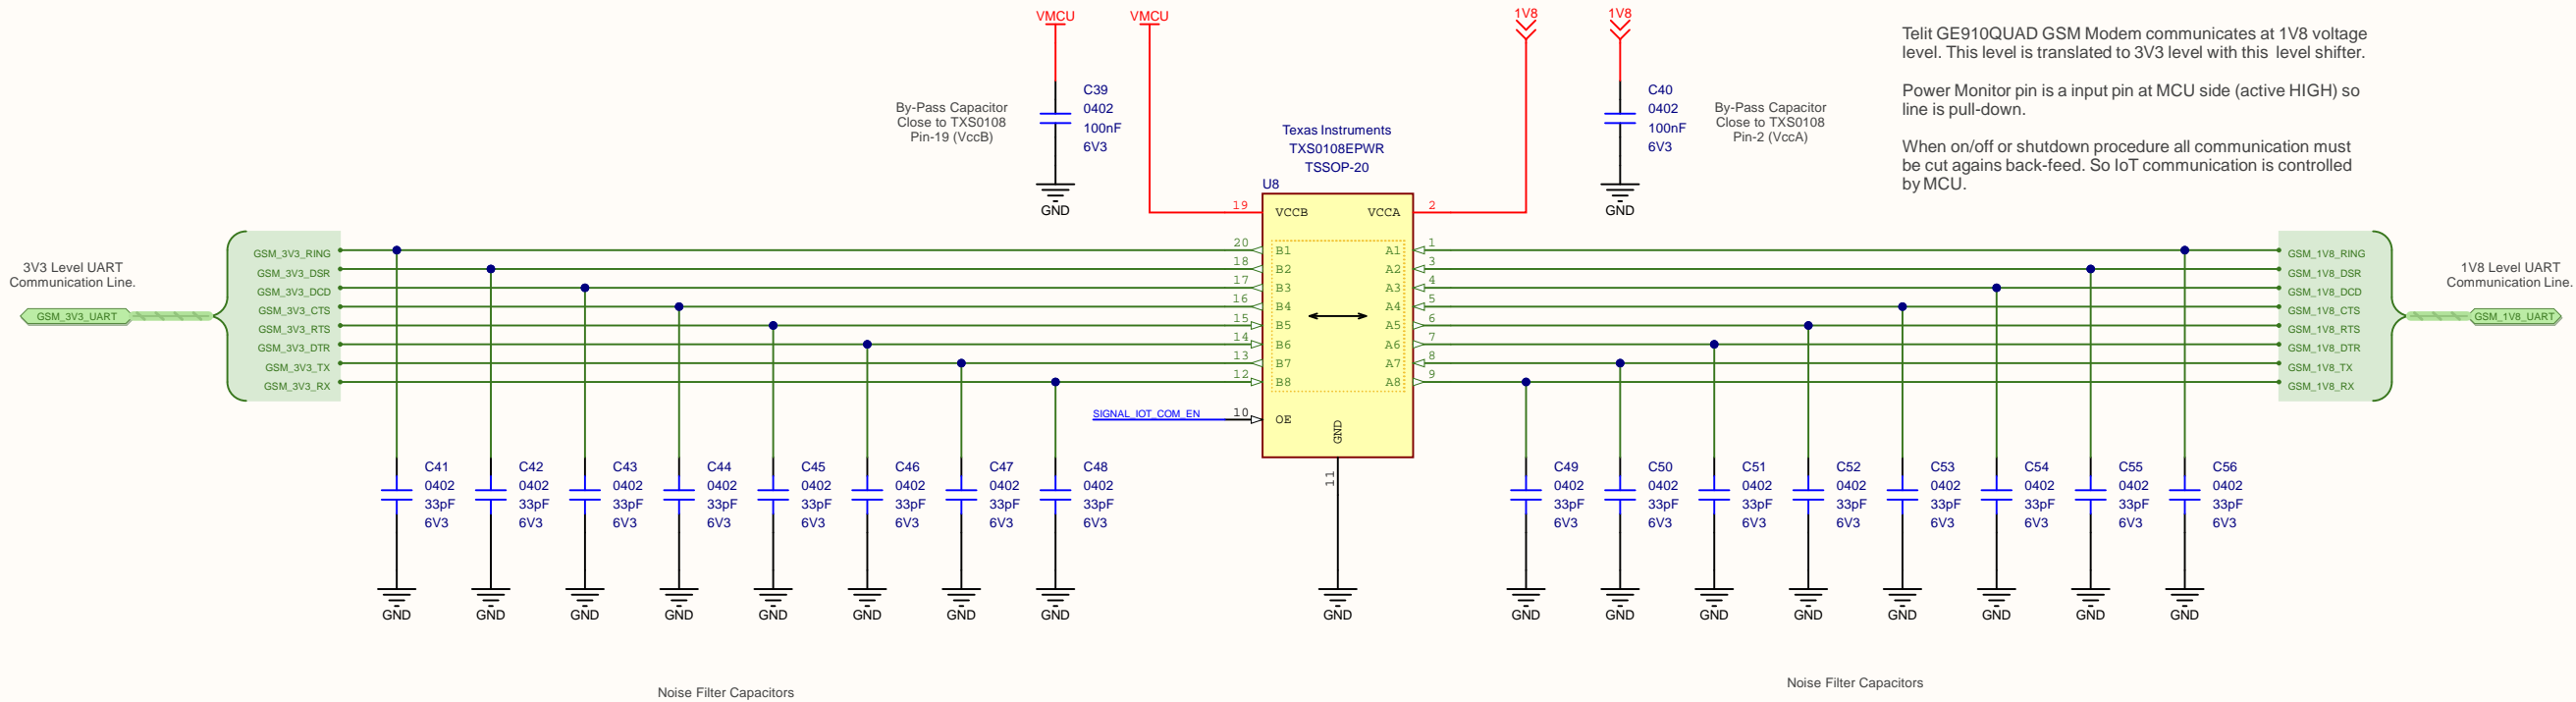 VMCU
VMCU
1V8
1V8
Telit GE910QUAD GSM Modem communicates at 1V8 voltage
level. This level is translated to 3V3 level with this level shifter.
Power Monitor pin is a input pin at MCU side (active HIGH) so
line is pull-down.
When on/off or shutdown procedure all communication must
be cut agains back-feed. So IoT communication is controlled
by MCU.
By-Pass Capacitor
Close to TXS0108
Pin-19 (VccB)
C39
0402
100nF
6V3
GND
Texas Instruments
TXS0108EPWR
TSSOP-20
U8
C40
0402
100nF
6V3
GND
By-Pass Capacitor
Close to TXS0108
Pin-2 (VccA)
19
VCCB
VCCA
2
3V3 Level UART
Communication Line.
GSM_3V3_UART
GSM_3V3_RING
GSM_3V3_DSR
GSM_3V3_DCD
GSM_3V3_CTS
GSM_3V3_RTS
GSM_3V3_DTR
GSM_3V3_TX
GSM_3V3_RX
20
18
17
16
15
14
13
12
B1
B2
B3
B4
B5
B6
B7
B8
A1
A2
A3
A4
A5
A6
A7
A8
1
3
4
5
6
7
8
9
GSM_1V8_RING
GSM_1V8_DSR
GSM_1V8_DCD
GSM_1V8_CTS
GSM_1V8_RTS
GSM_1V8_DTR
GSM_1V8_TX
GSM_1V8_RX
1V8 Level UART
Communication Line.
GSM_1V8_UART
SIGNAL_IOT_COM_EN
10
OE
GND
11
GND
C41
0402
33pF
6V3
GND
C42
0402
33pF
6V3
GND
C43
0402
33pF
6V3
GND
C44
0402
33pF
6V3
GND
C45
0402
33pF
6V3
GND
C46
0402
33pF
6V3
GND
C47
0402
33pF
6V3
GND
C48
0402
33pF
6V3
GND
C49
0402
33pF
6V3
GND
C50
0402
33pF
6V3
GND
C51
0402
33pF
6V3
GND
C52
0402
33pF
6V3
GND
C53
0402
33pF
6V3
GND
C54
0402
33pF
6V3
GND
C55
0402
33pF
6V3
GND
C56
0402
33pF
6V3
GND
Noise Filter Capacitors
Noise Filter Capacitors